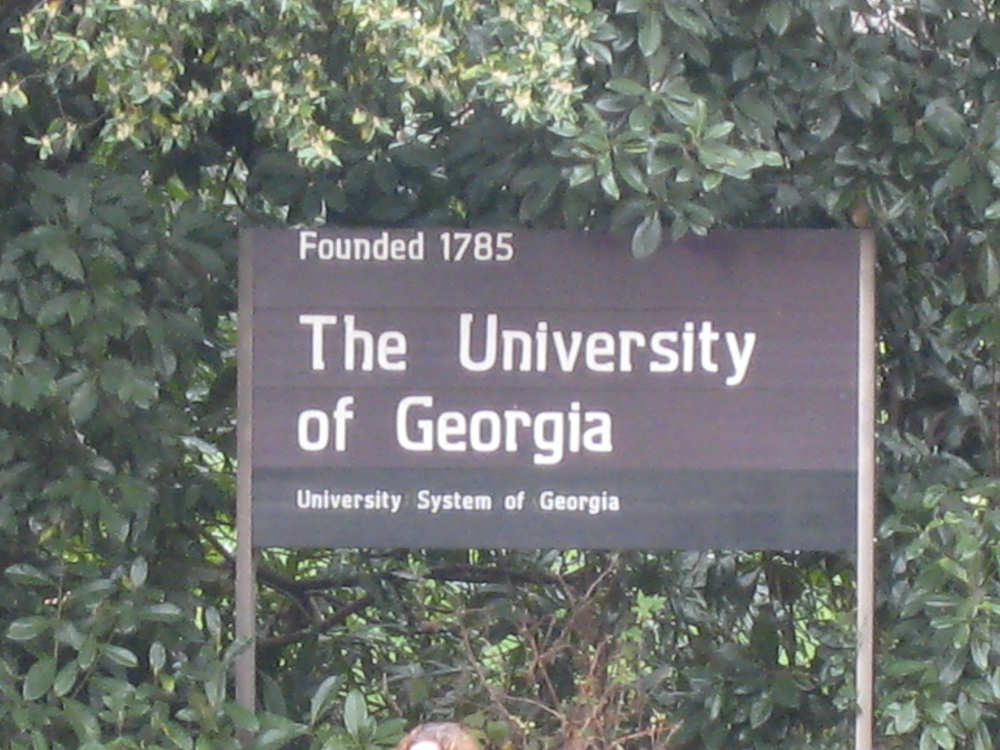 Founded 1785
The University
of Georgia
University System of Georgia